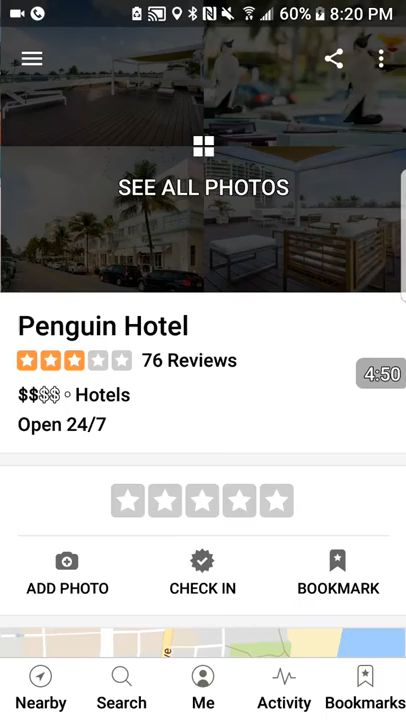 60% 8:20 PM
SEE ALL PHOTOS
Penguin Hotel
76 Reviews
4:50
$$$$ Hotels
Open 24/7
ADD PHOTO CHECK IN BOOKMARK
ve
Nearby Search Me Activity Bookmarks